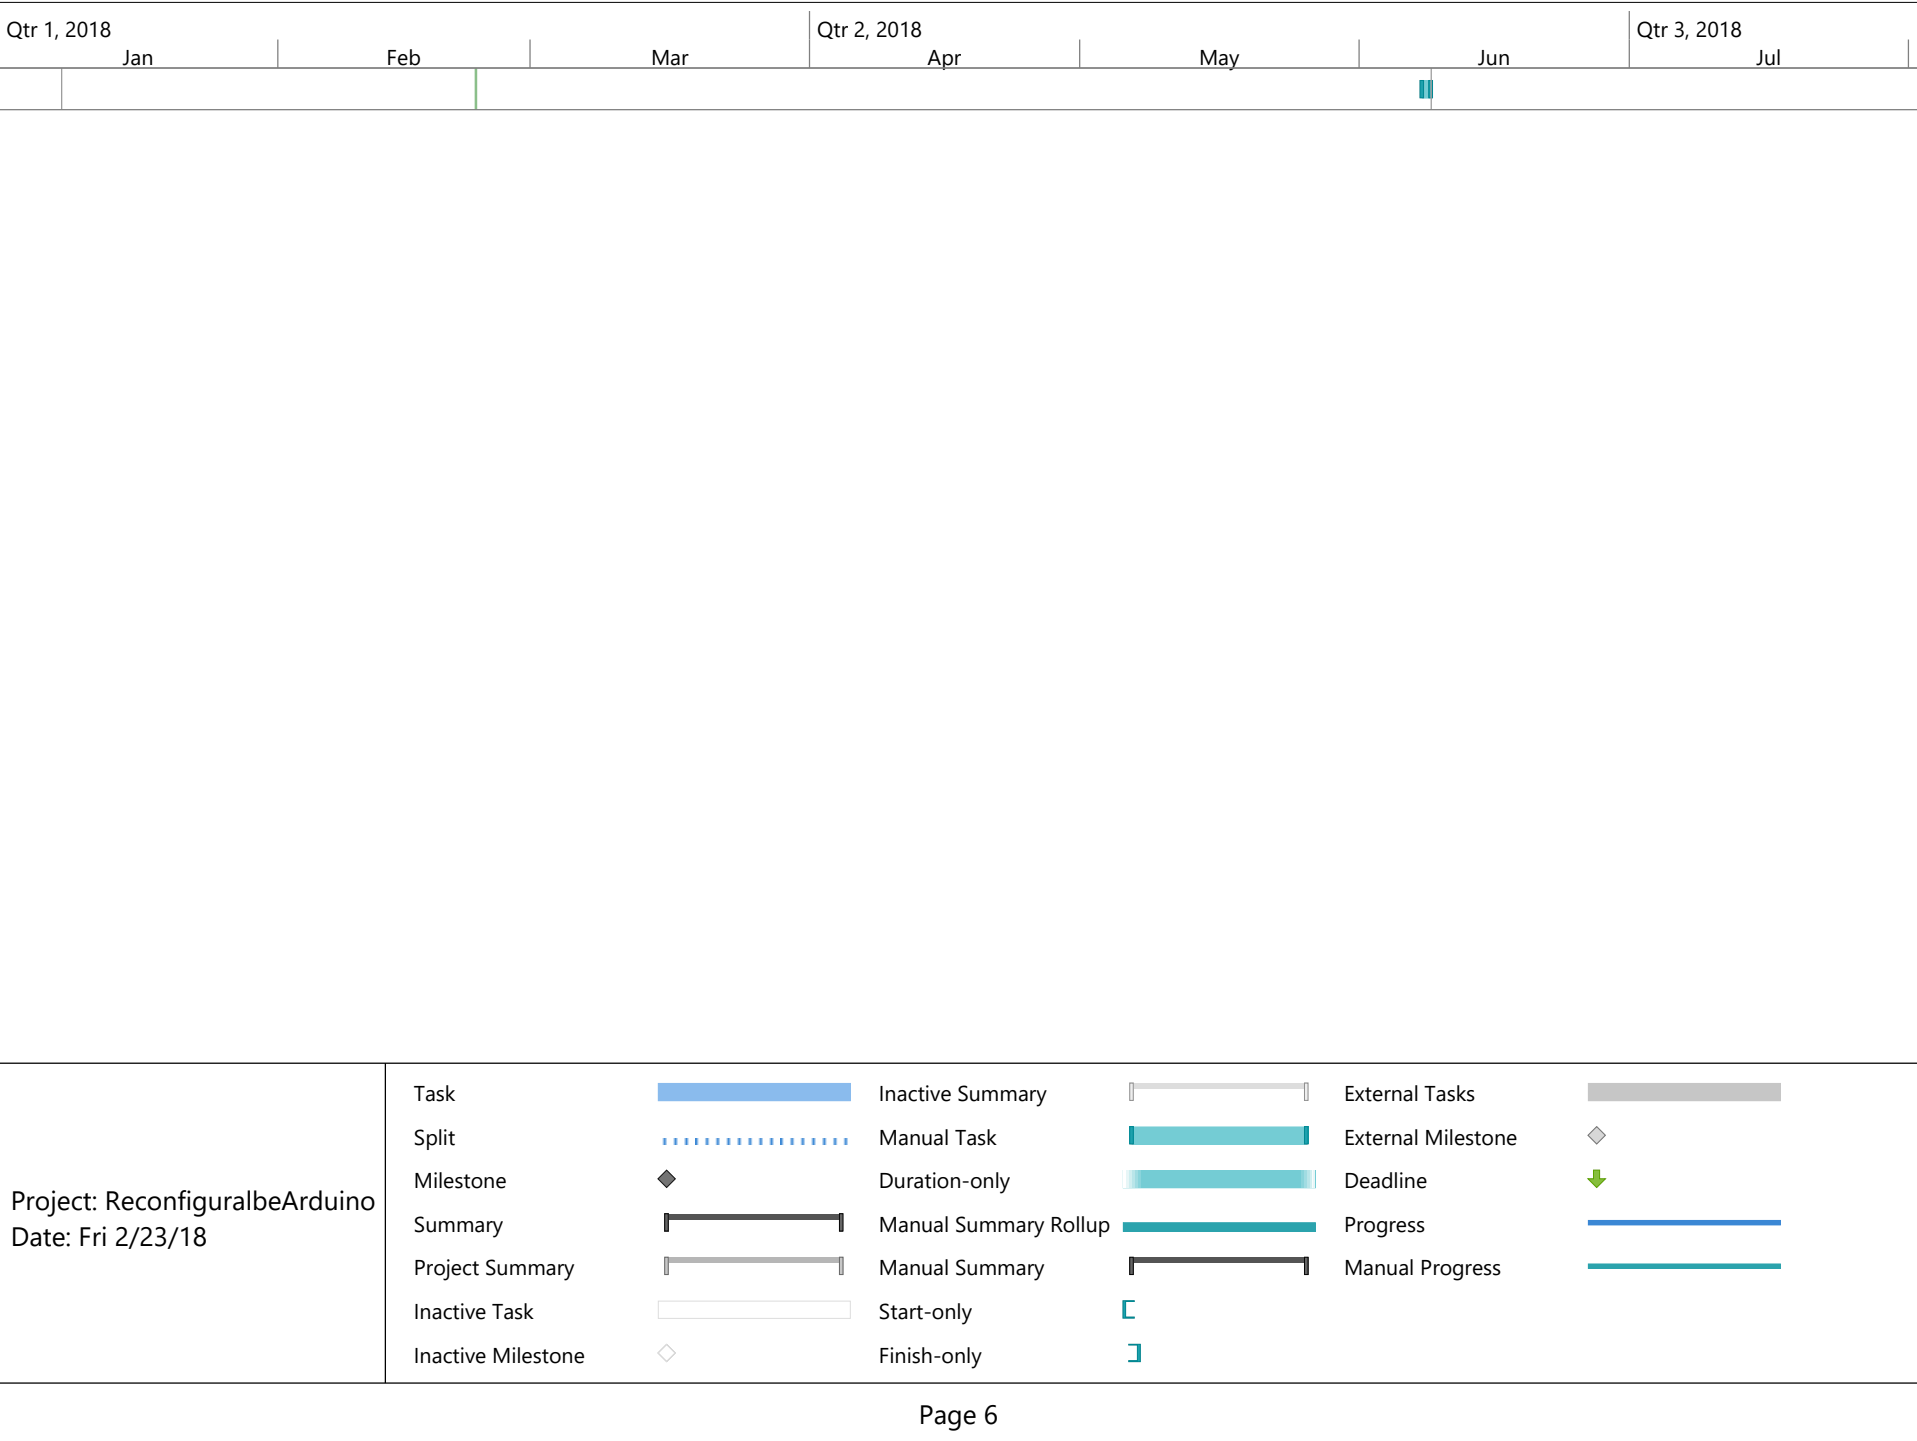 Qtr 1, 2018 Qtr 2, 2018 Qtr 3, 2018
Jan Feb Mar Apr May Jun Jul
Task Inactive Summary External Tasks
Split Manual Task External Milestone
Milestone Duration-only Deadline
Project: ReconfiguralbeArduino
Date: Fri 2/23/18
Summary Manual Summary Rollup Progress
Project Summary Manual Summary Manual Progress
Inactive Task Start-only
Inactive Milestone Finish-only
Page 6